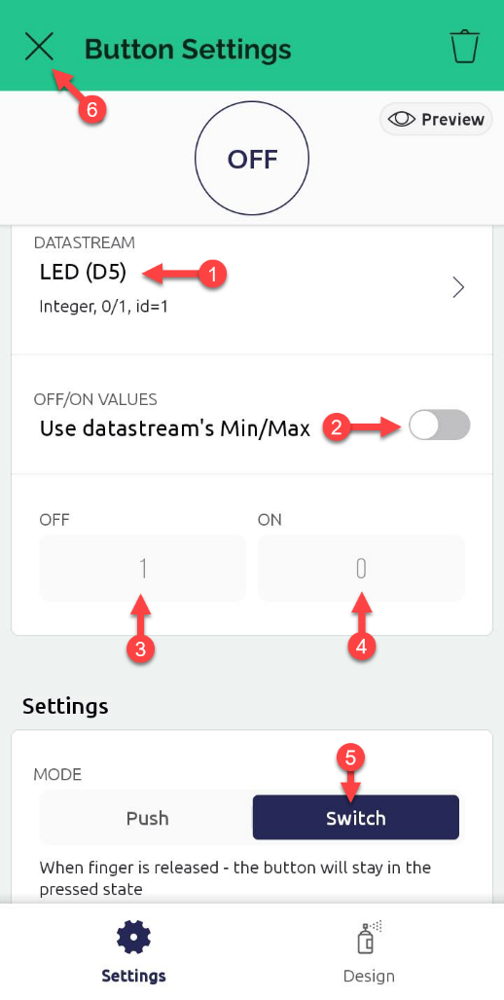 Button Settings
6
Preview
OFF
DATASTREAM
LED (D5)
1
Integer, 0/1, id=1
OFF/ON VALUES
Use datastream's Min/Max
2
OFF
ON
1
0
3
4
Settings
5
MODE
Push
Switch
When finger is released - the button will stay in the
pressed state
Settings
Design